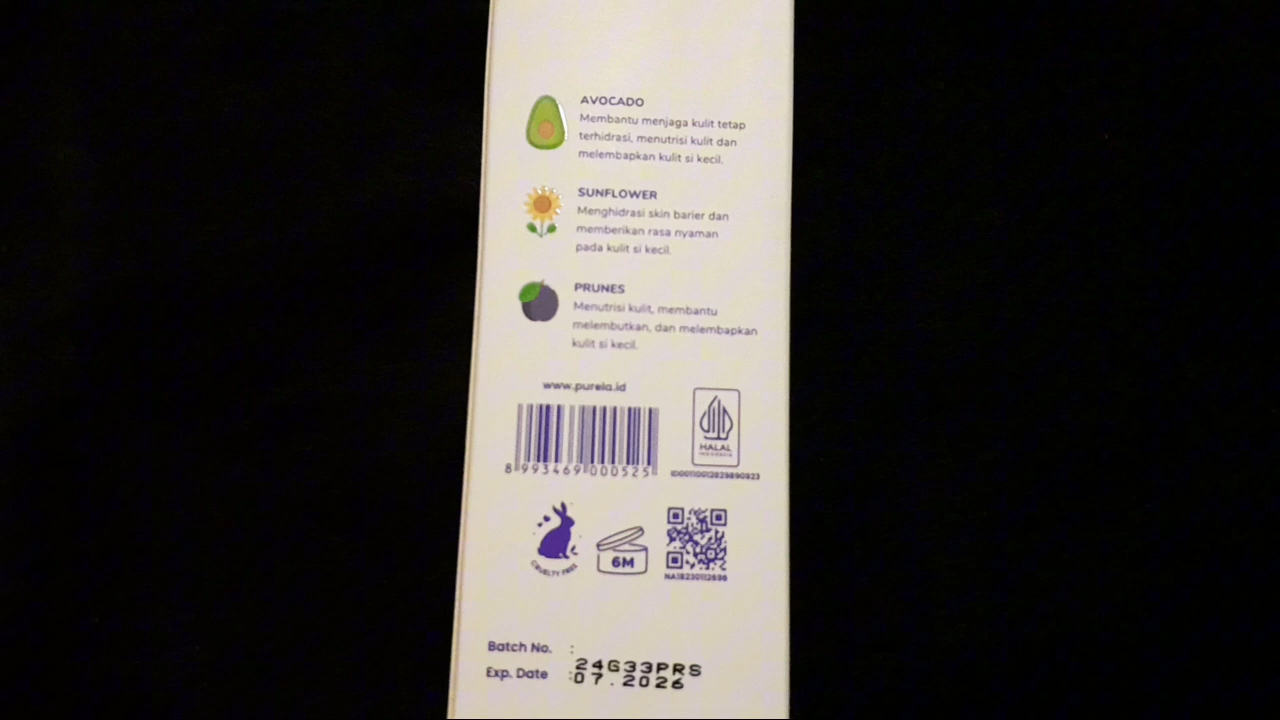 AVOCADO
Membantu menjaga kulit tetap
terhidrasi, menutrisi kulit dan
melembapkan kulit si kecil.
SUNFLOWER
Menghidrasi skin barier dan
memberikan rasa nyaman
pada kulit si kecil.
PRUNES
Menutrisi kulit, membantu
melembutkan, dan melembapkan
kulit si kecil.
www.purela.id
8 993469 000525
HALAL
INDONESIA
CRUELTY FREE
6M
NA18230112696
Batch No. : 24G33PRS
Exp. Date : 07.2026